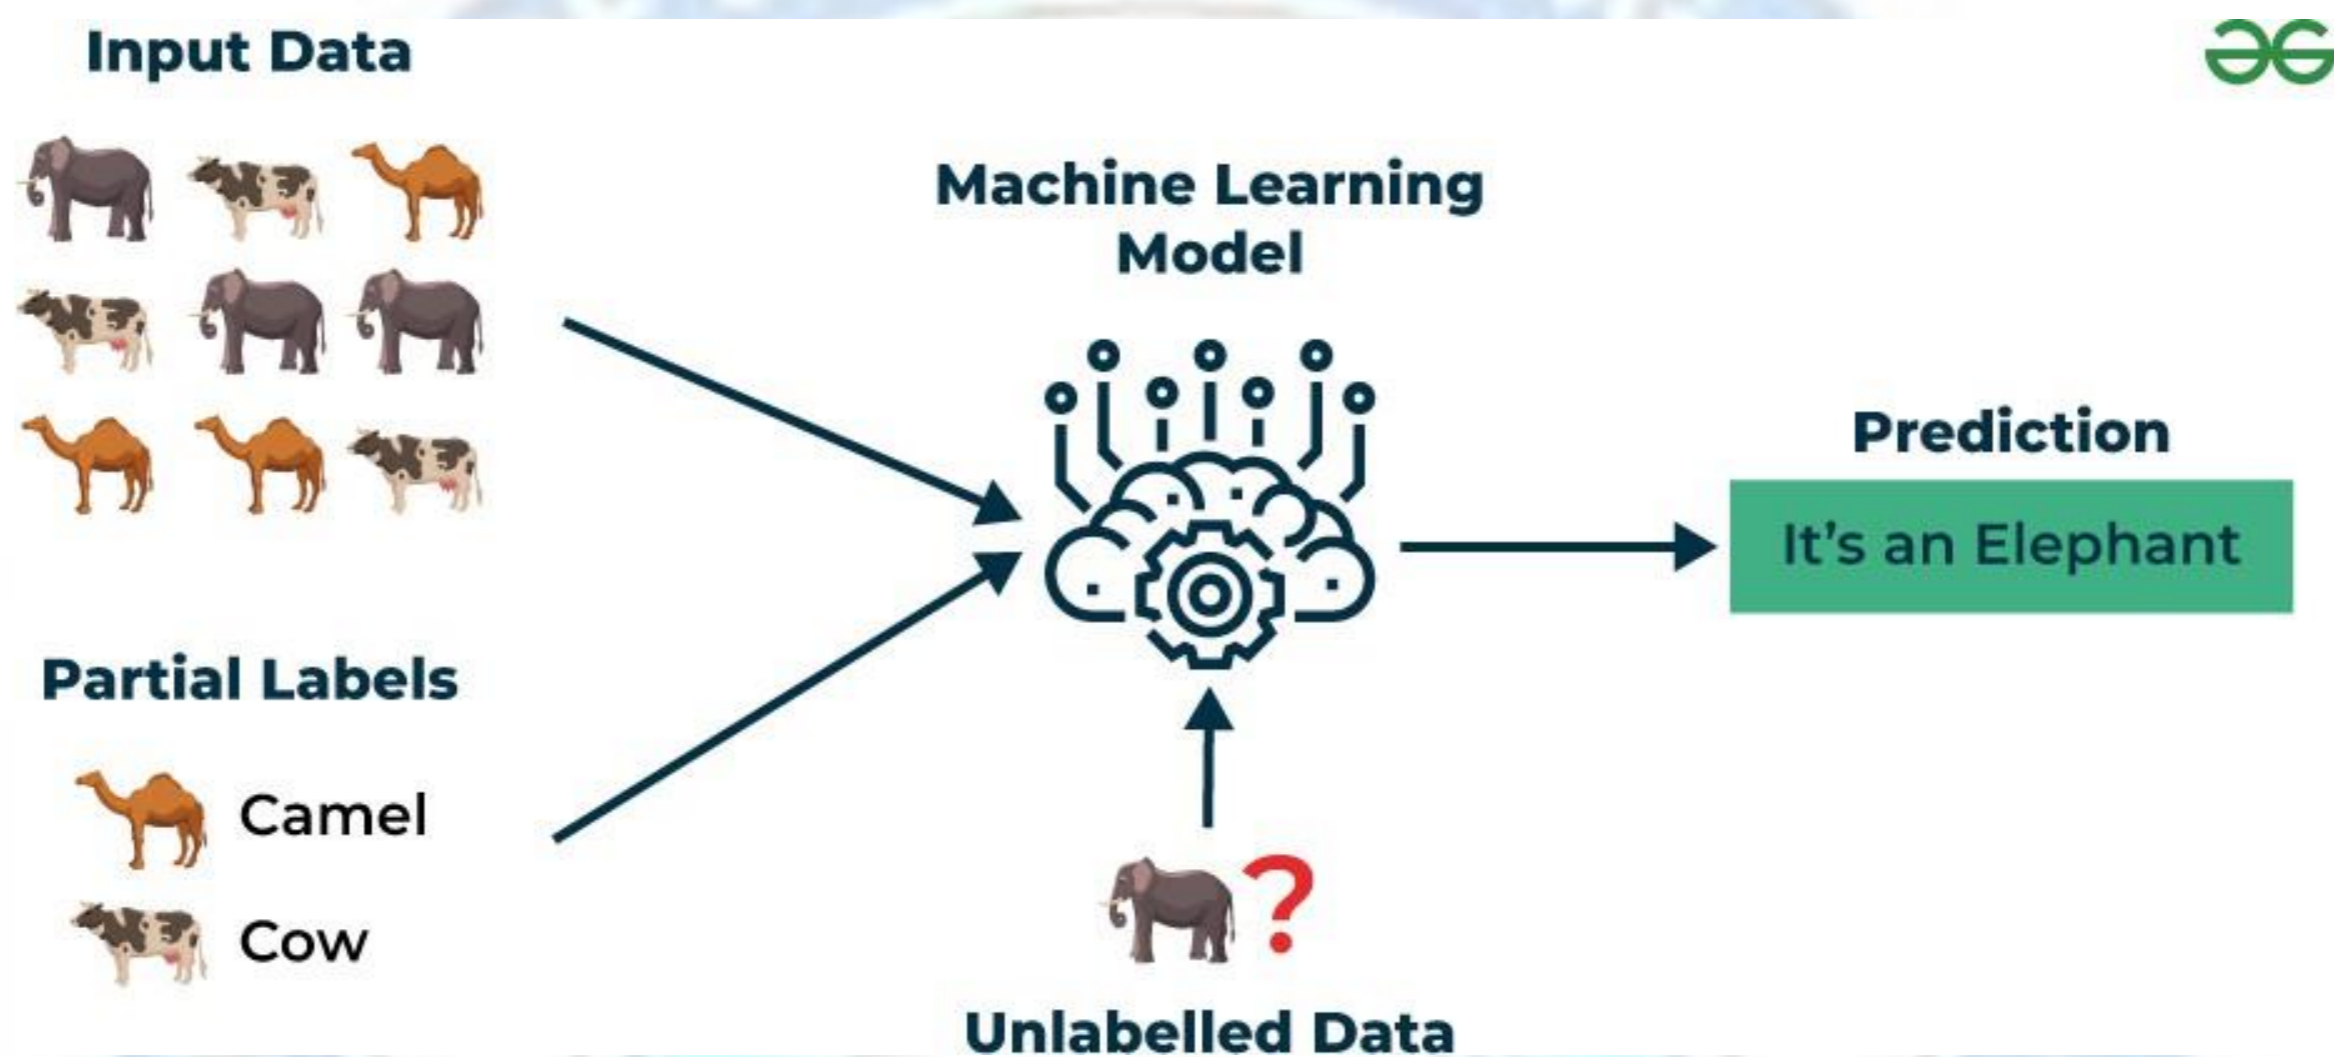 Input Data
Machine Learning
Model
Prediction
It's an Elephant
Partial Labels
Camel
Cow
?
Unlabelled Data